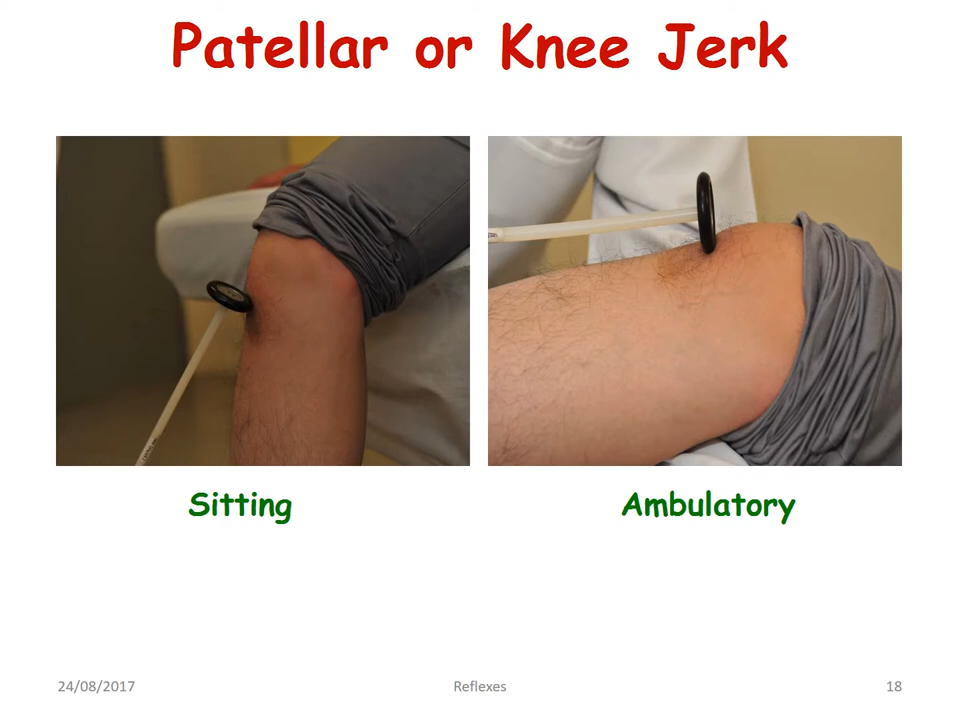 Patellar or Knee Jerk
Sitting
Ambulatory
24/08/2017
Reflexes
18